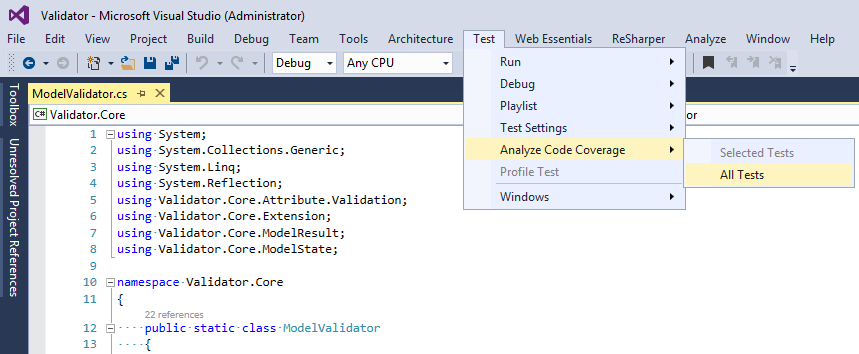 Validator - Microsoft Visual Studio (Administrator)
File Edit View Project Build Debug Team Tools Architecture Test Web Essentials ReSharper Analyze Window Help
Debug Any CPU
Run
Debug
Playlist
Test Settings
Analyze Code Coverage
Profile Test
Windows
Selected Tests
All Tests
Toolbox
Unresolved Project References
ModelValidator.cs
C# Validator.Core
or
1 using System;
2 using System.Collections.Generic;
3 using System.Linq;
4 using System.Reflection;
5 using Validator.Core.Attribute.Validation;
6 using Validator.Core.Extension;
7 using Validator.Core.ModelResult;
8 using Validator.Core.ModelState;
9
10 namespace Validator.Core
11 {
22 references
12 public static class ModelValidator
13 {